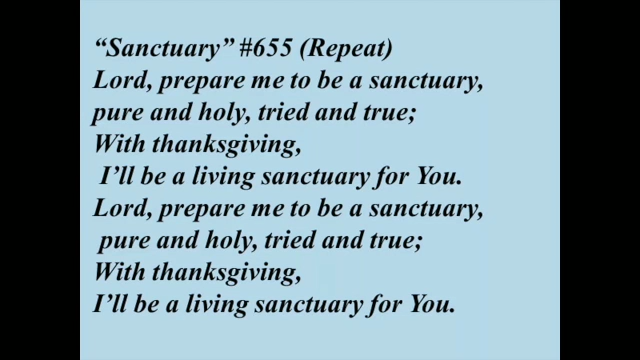 “Sanctuary” #655 (Repeat)
Lord, prepare me to be a sanctuary,
pure and holy, tried and true;
With thanksgiving,
I’ll be a living sanctuary for You.
Lord, prepare me to be a sanctuary,
pure and holy, tried and true;
With thanksgiving,
I’ll be a living sanctuary for You.